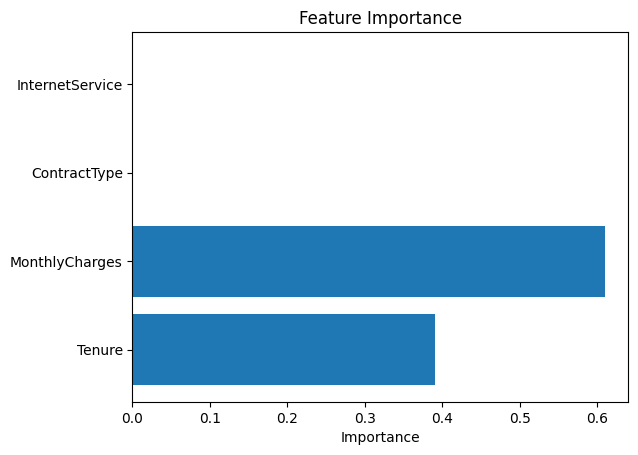 Feature Importance
InternetService
ContractType
MonthlyCharges
Tenure
0.0 0.1 0.2 0.3 0.4 0.5 0.6
Importance